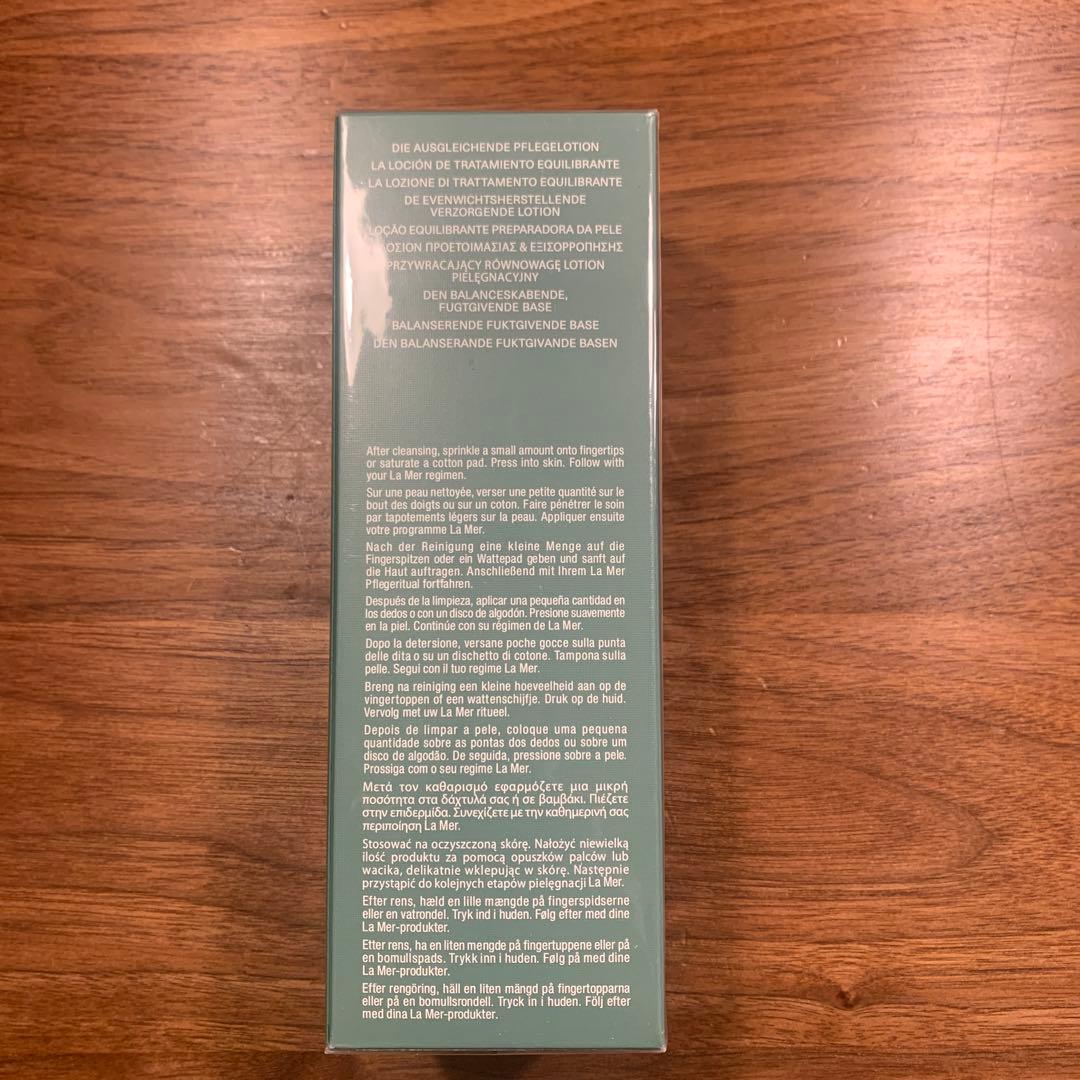 DIE AUSGLEICHENDE PFLEGELOTION
LA LOCIÓN DE TRATAMIENTO EQUILIBRANTE
LA LOZIONE DI TRATTAMENTO EQUILIBRANTE
DE EVENWICHTSHERSTELLENDE
VERZORGENDE LOTION
LOÇÃO EQUILIBRANTE PREPARADORA DA PELE
ΛΟΣΙΟΝ ΠΡΟΕΤΟΙΜΑΣΙΑΣ & ΕΞΙΣΟΡΡΟΠΗΣΗΣ
PRZYWRACAJĄCY RÓWNOWAGĘ LOTION
PIELĘGNACYJNY
DEN BALANCESKABENDE,
FUGTGIVENDE BASE
BALANSERENDE FUKTGIVENDE BASE
DEN BALANSERANDE FUKTGIVANDE BASEN
After cleansing, sprinkle a small amount onto fingertips
or saturate a cotton pad. Press into skin. Follow with
your La Mer regimen.
Sur une peau nettoyée, verser une petite quantité sur le
bout des doigts ou sur un coton. Faire pénétrer le soin
par tapotements légers sur la peau. Appliquer ensuite
votre programme La Mer.
Nach der Reinigung eine kleine Menge auf die
Fingerspitzen oder ein Wattepad geben und sanft auf
die Haut auftragen. Anschließend mit Ihrem La Mer
Pflegeritual fortfahren.
Después de la limpieza, aplicar una pequeña cantidad en
los dedos o con un disco de algodón. Presione suavemente
en la piel. Continúe con su régimen de La Mer.
Dopo la detersione, versane poche gocce sulla punta
delle dita o su un dischetto di cotone. Tampona sulla
pelle. Segui con il tuo regime La Mer.
Breng na reiniging een kleine hoeveelheid aan op de
vingertoppen of een wattenschijfje. Druk op de huid.
Vervolg met uw La Mer ritueel.
Depois de limpar a pele, coloque uma pequena
quantidade sobre as pontas dos dedos ou sobre um
disco de algodão. De seguida, pressione sobre a pele.
Prossiga com o seu regime La Mer.
Μετά τον καθαρισμό εφαρμόζετε μια μικρή
ποσότητα στα δάχτυλά σας ή σε βαμβάκι. Πιέζετε
στην επιδερμίδα. Συνεχίζετε με την καθημερινή σας
περιποίηση La Mer.
Stosować na oczyszczoną skórę. Nałożyć niewielką
ilość produktu za pomocą opuszków palców lub
wacika, delikatnie wklepując w skórę. Następnie
przystąpić do kolejnych etapów pielęgnacji La Mer.
Efter rens, hæld en lille mængde på fingerspidserne
eller en vatrondel. Tryk ind i huden. Følg efter med dine
La Mer-produkter.
Etter rens, ha en liten mengde på fingertuppene eller på
en bomullspads. Trykk inn i huden. Følg på med dine
La Mer-produkter.
Efter rengöring, häll en liten mängd på fingertopparna
eller på en bomullsrondell. Tryck in i huden. Följ efter
med dina La Mer-produkter.